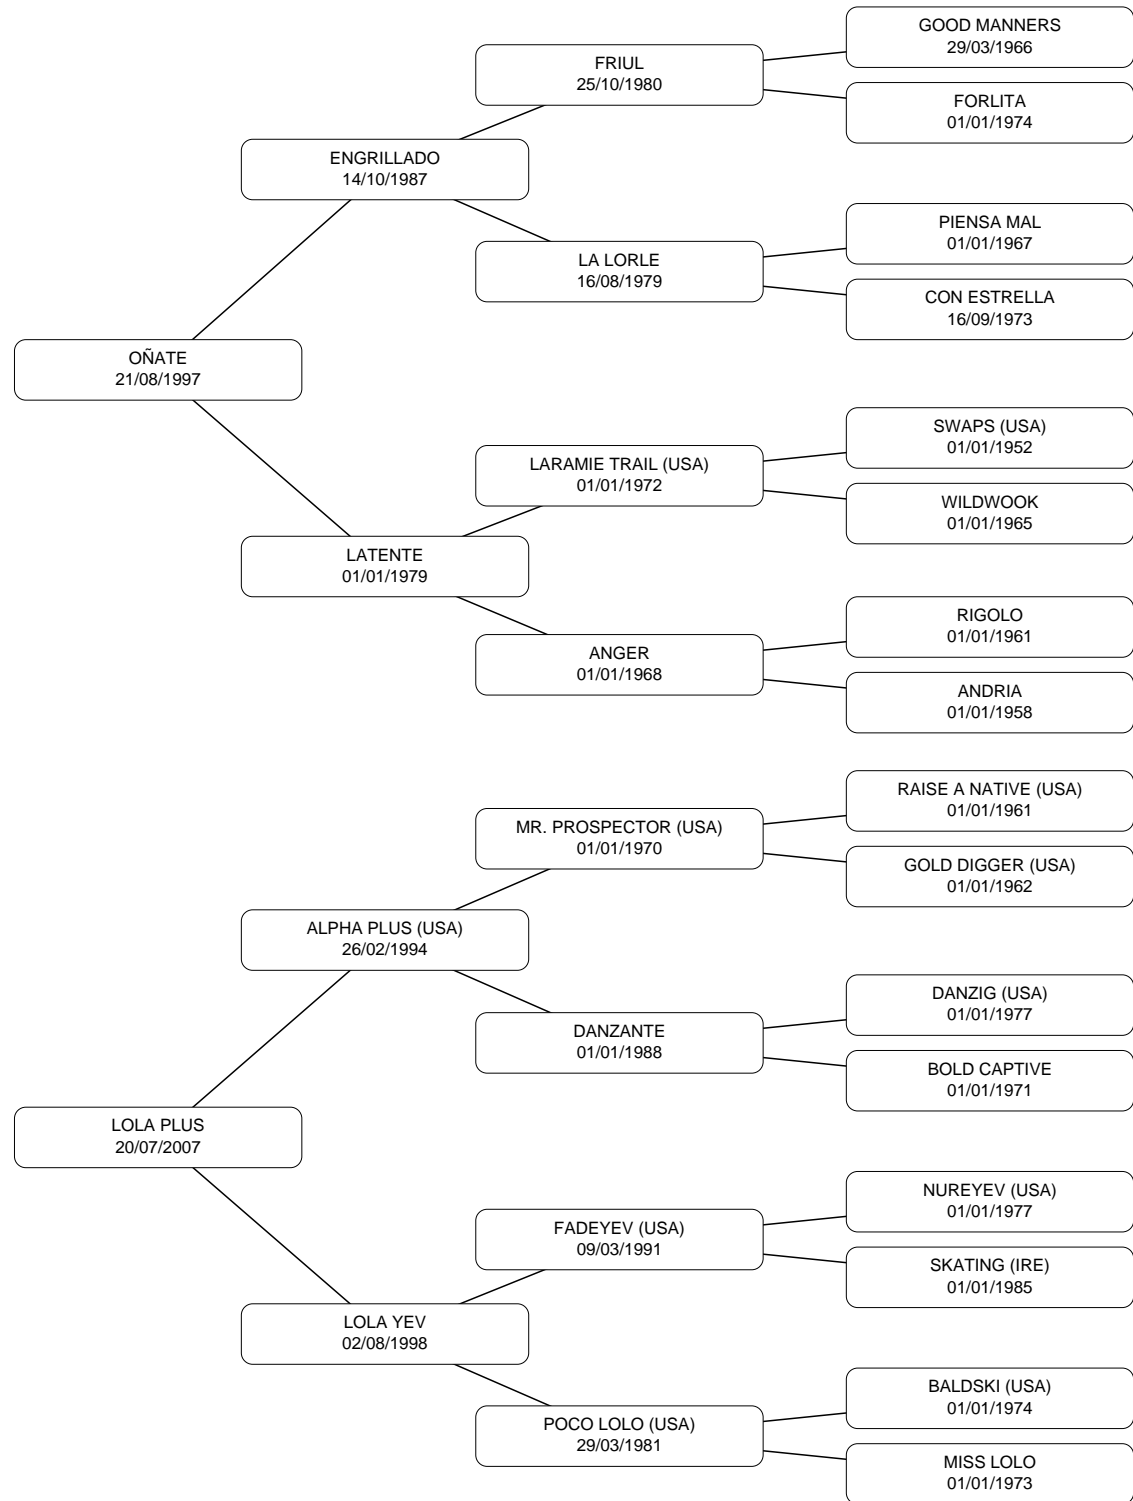 GOOD MANNERS
29/03/1966
FRIUL
25/10/1980
FORLITA
01/01/1974
ENGRILLADO
14/10/1987
PIENSA MAL
01/01/1967
LA LORLE
16/08/1979
CON ESTRELLA
16/09/1973
OÑATE
21/08/1997
SWAPS (USA)
01/01/1952
LARAMIE TRAIL (USA)
01/01/1972
WILDWOOK
01/01/1965
LATENTE
01/01/1979
RIGOLO
01/01/1961
ANGER
01/01/1968
ANDRIA
01/01/1958
RAISE A NATIVE (USA)
01/01/1961
MR. PROSPECTOR (USA)
01/01/1970
GOLD DIGGER (USA)
01/01/1962
ALPHA PLUS (USA)
26/02/1994
DANZIG (USA)
01/01/1977
DANZANTE
01/01/1988
BOLD CAPTIVE
01/01/1971
LOLA PLUS
20/07/2007
NUREYEV (USA)
01/01/1977
FADEYEV (USA)
09/03/1991
SKATING (IRE)
01/01/1985
LOLA YEV
02/08/1998
BALDSKI (USA)
01/01/1974
POCO LOLO (USA)
29/03/1981
MISS LOLO
01/01/1973